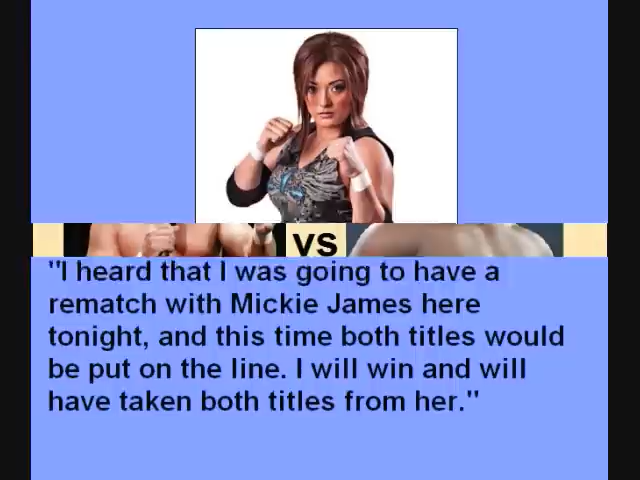 VS
"I heard that I was going to have a
rematch with Mickie James here
tonight, and this time both titles would
be put on the line. I will win and will
have taken both titles from her."